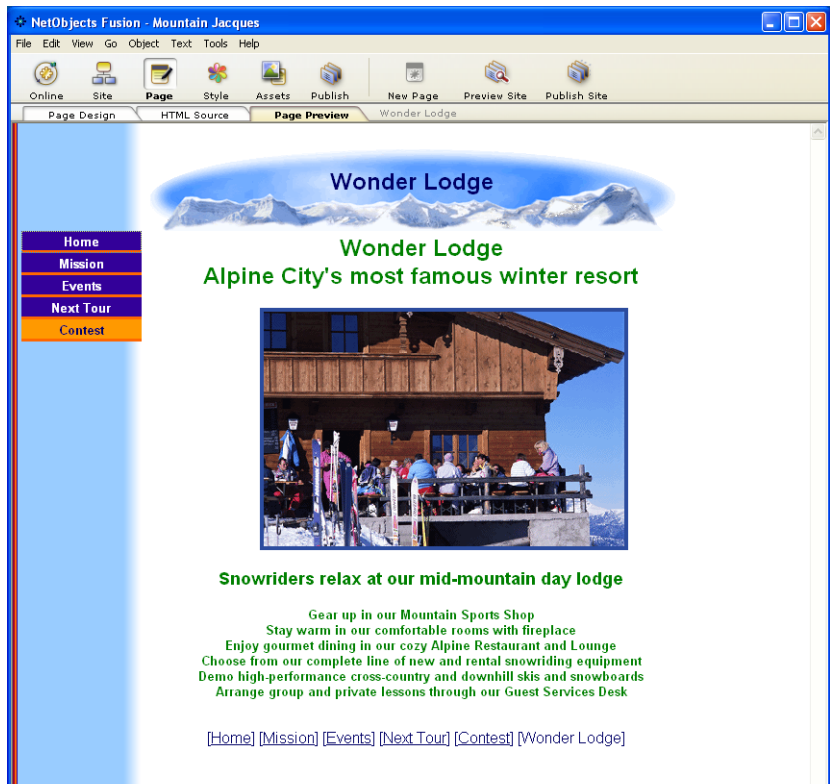 NetObjects Fusion - Mountain Jacques
File Edit View Go Object Text Tools Help
Online Site Page Style Assets Publish New Page Preview Site Publish Site
Page Design HTML Source Page Preview Wonder Lodge
Wonder Lodge
Home
Mission
Events
Next Tour
Contest
Wonder Lodge
Alpine City's most famous winter resort
Snowriders relax at our mid-mountain day lodge
Gear up in our Mountain Sports Shop
Stay warm in our comfortable rooms with fireplace
Enjoy gourmet dining in our cozy Alpine Restaurant and Lounge
Choose from our complete line of new and rental snowriding equipment
Demo high-performance cross-country and downhill skis and snowboards
Arrange group and private lessons through our Guest Services Desk
[Home] [Mission] [Events] [Next Tour] [Contest] [Wonder Lodge]